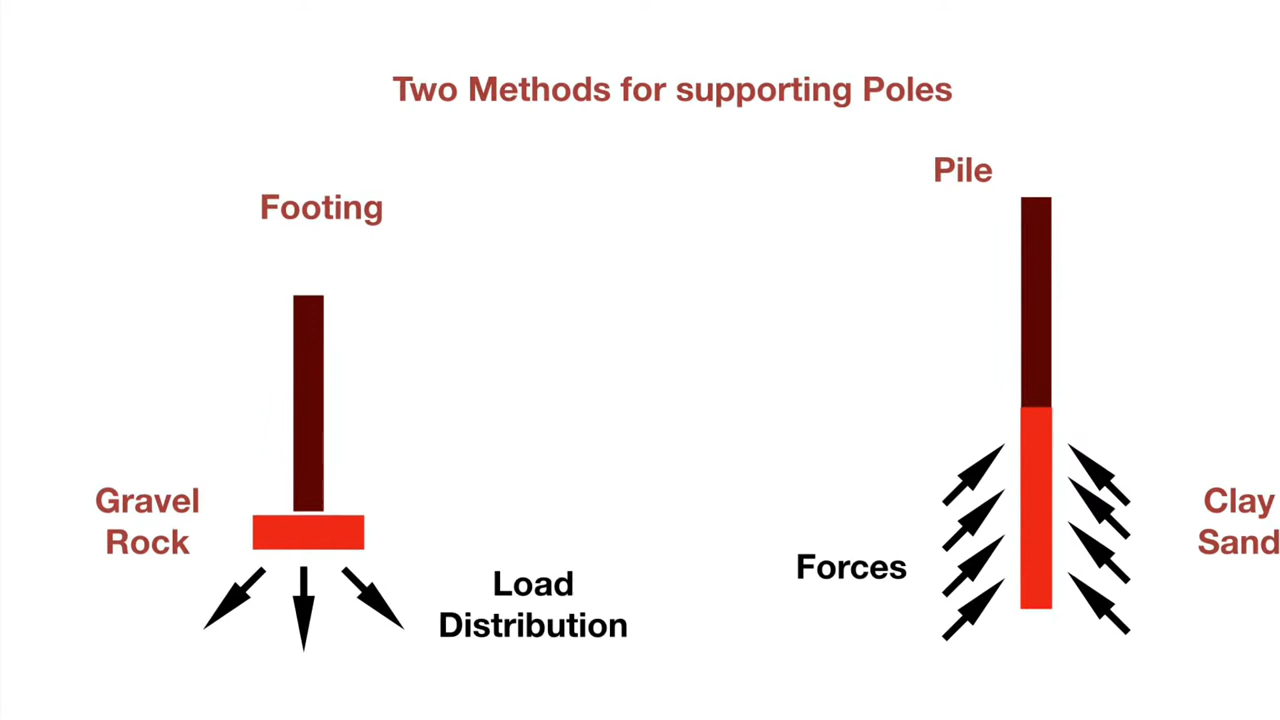 Two Methods for supporting Poles
Pile
Footing
Gravel
Rock
Load
Distribution
Forces
Clay
Sand